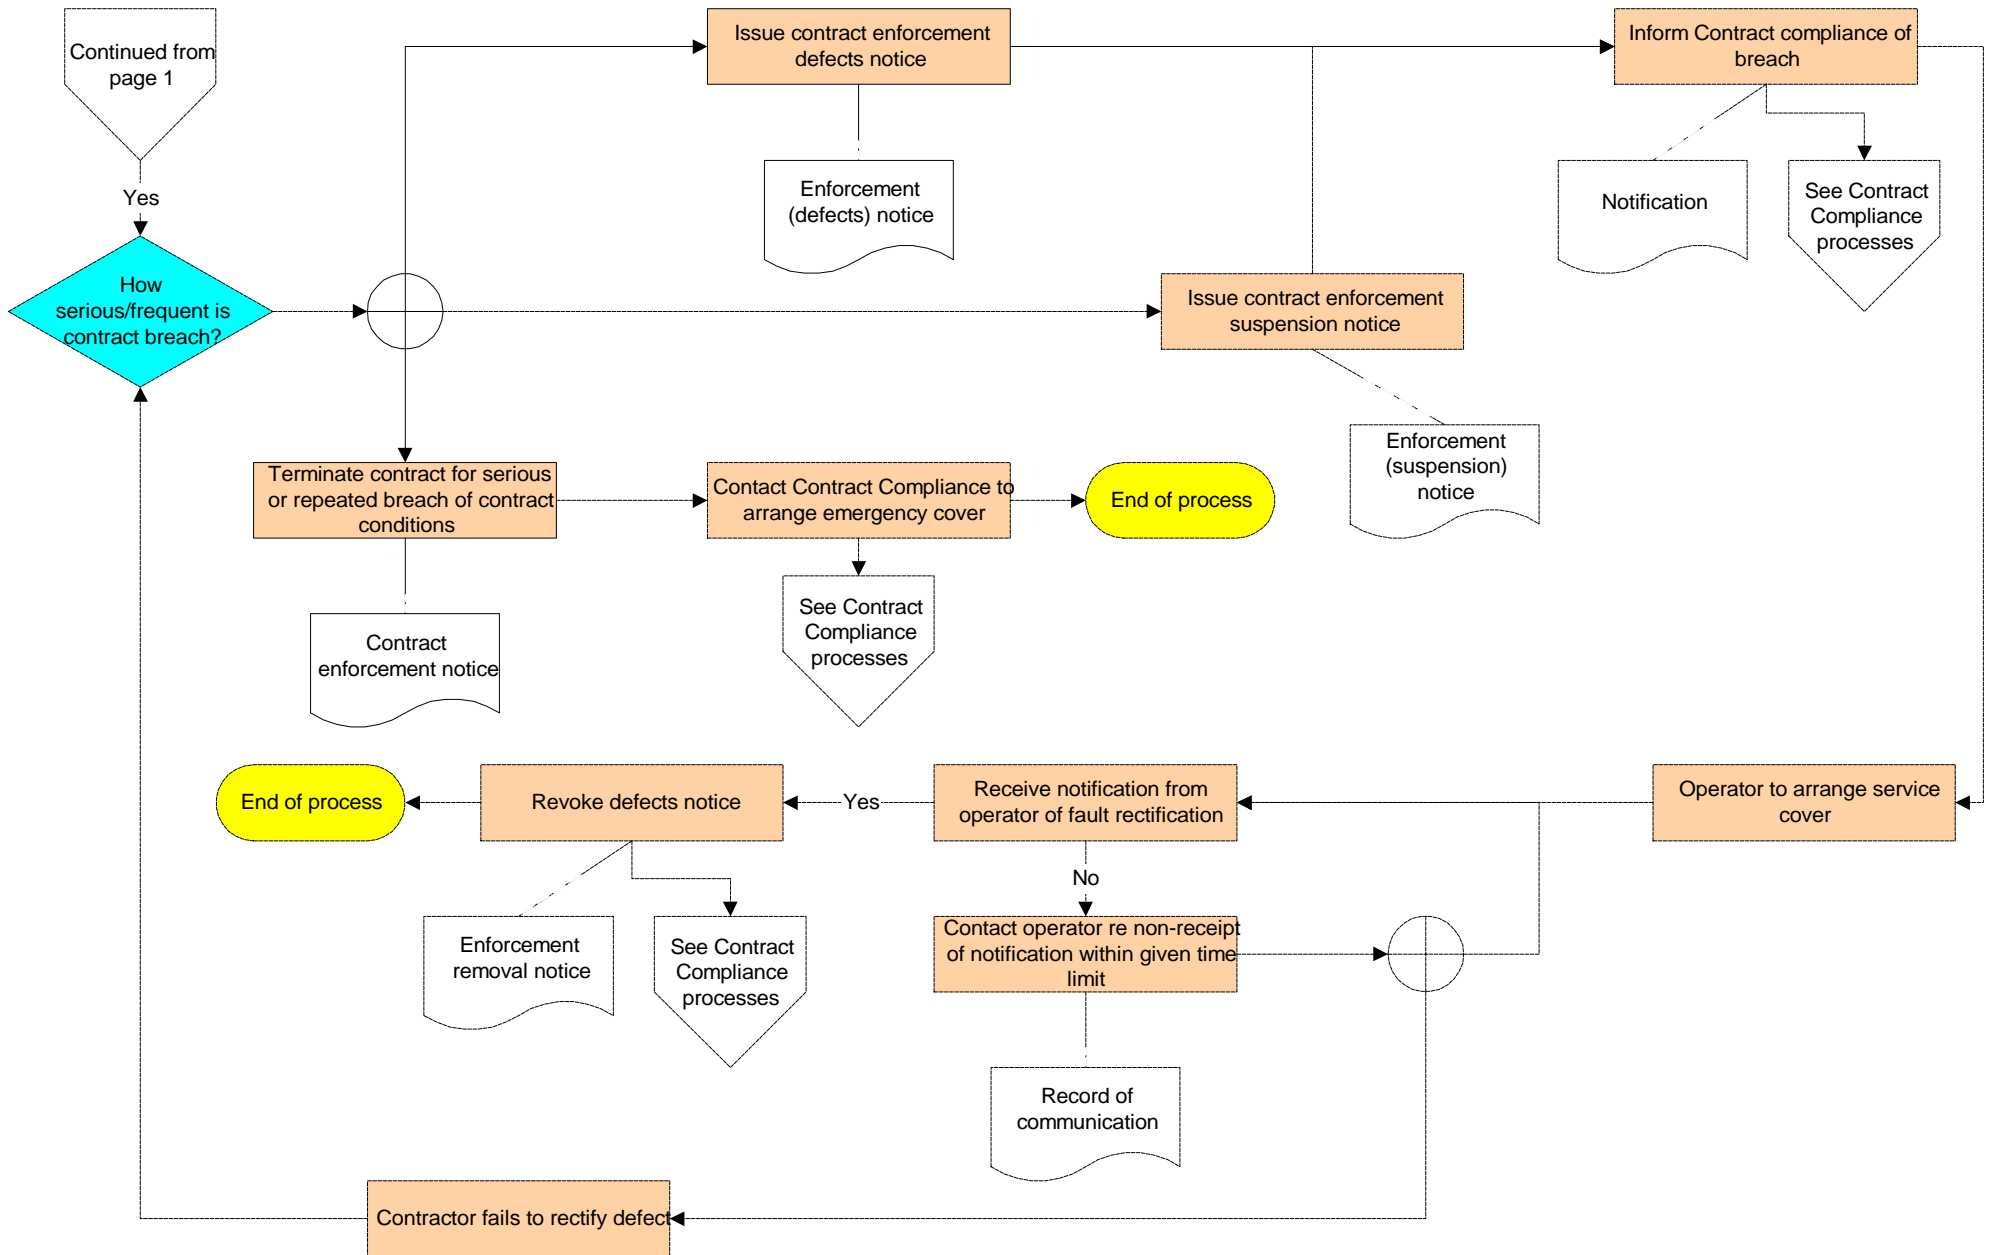 Continued from
page 1
Issue contract enforcement
defects notice
Inform Contract compliance of
breach
Yes
Enforcement
(defects) notice
Notification
See Contract
Compliance
processes
How
serious/frequent is
contract breach?
Issue contract enforcement
suspension notice
Enforcement
(suspension)
notice
Terminate contract for serious
or repeated breach of contract
conditions
Contact Contract Compliance to
arrange emergency cover
End of process
Contract
enforcement notice
See Contract
Compliance
processes
End of process
Revoke defects notice
Yes
Receive notification from
operator of fault rectification
Operator to arrange service
cover
No
Enforcement
removal notice
See Contract
Compliance
processes
Contact operator re non-receipt
of notification within given time
limit
Record of
communication
Contractor fails to rectify defect